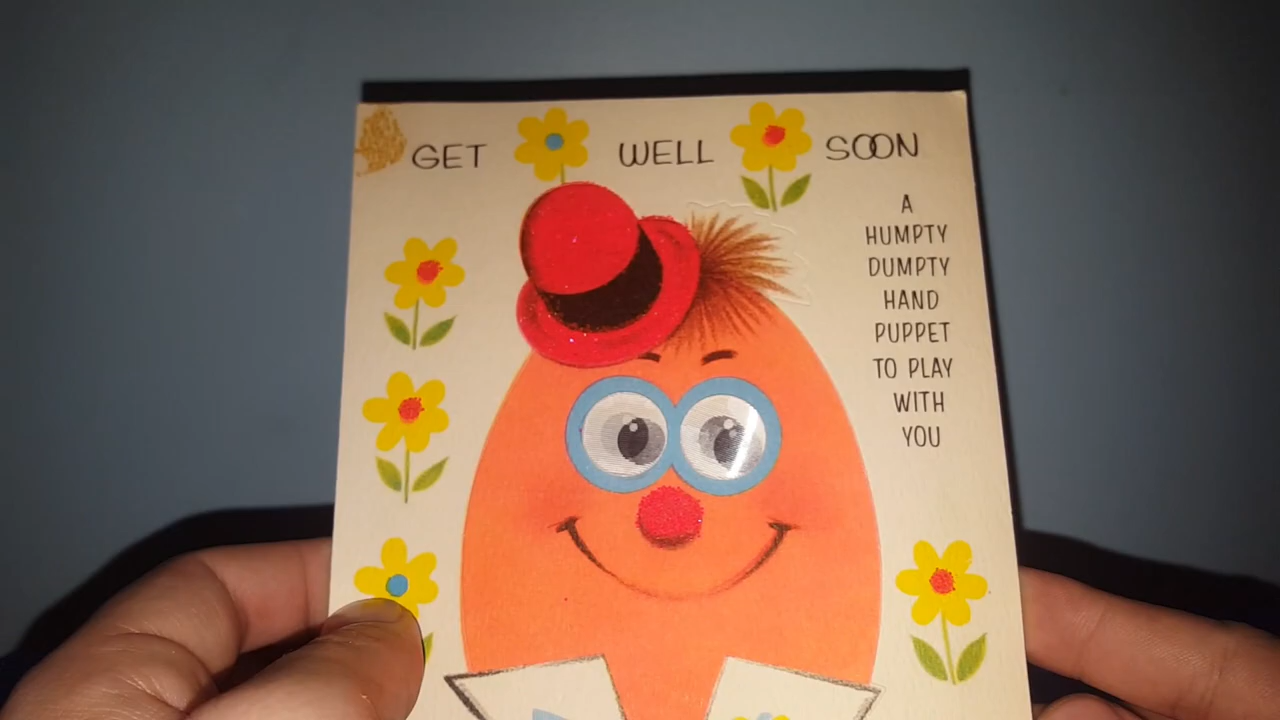 GET WELL SOON
A
HUMPTY
DUMPTY
HAND
PUPPET
TO PLAY
WITH
YOU